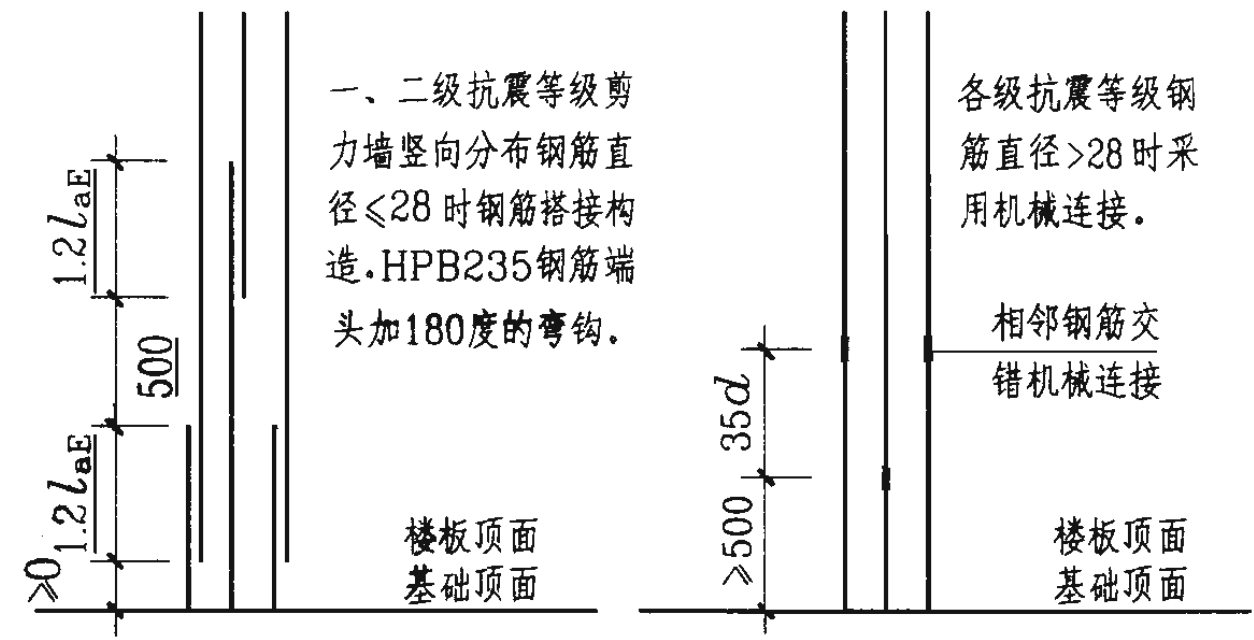 一、二级抗震等级剪
力墙竖向分布钢筋直
径≤28时钢筋搭接构
造.HPB235钢筋端
头加180度的弯钩.
1.2laE
500
1.2laE
≥0
楼板顶面
基础顶面
各级抗震等级钢
筋直径>28时采
用机械连接.
相邻钢筋交
错机械连接
35d
≥500
楼板顶面
基础顶面